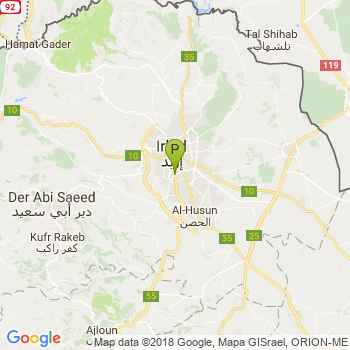 92
Hamat Gader
Tal Shihab
تلشهاب
35
119
10
P
10
إربد
10
Der Abi Saeed
دير أبي سعيد
Al-Husun
الحصن
Kufr Rakeb
كفر راكب
35
25
55
Ajloun
Google Map data ©2018 Google, Mapa GISrael, ORION-ME